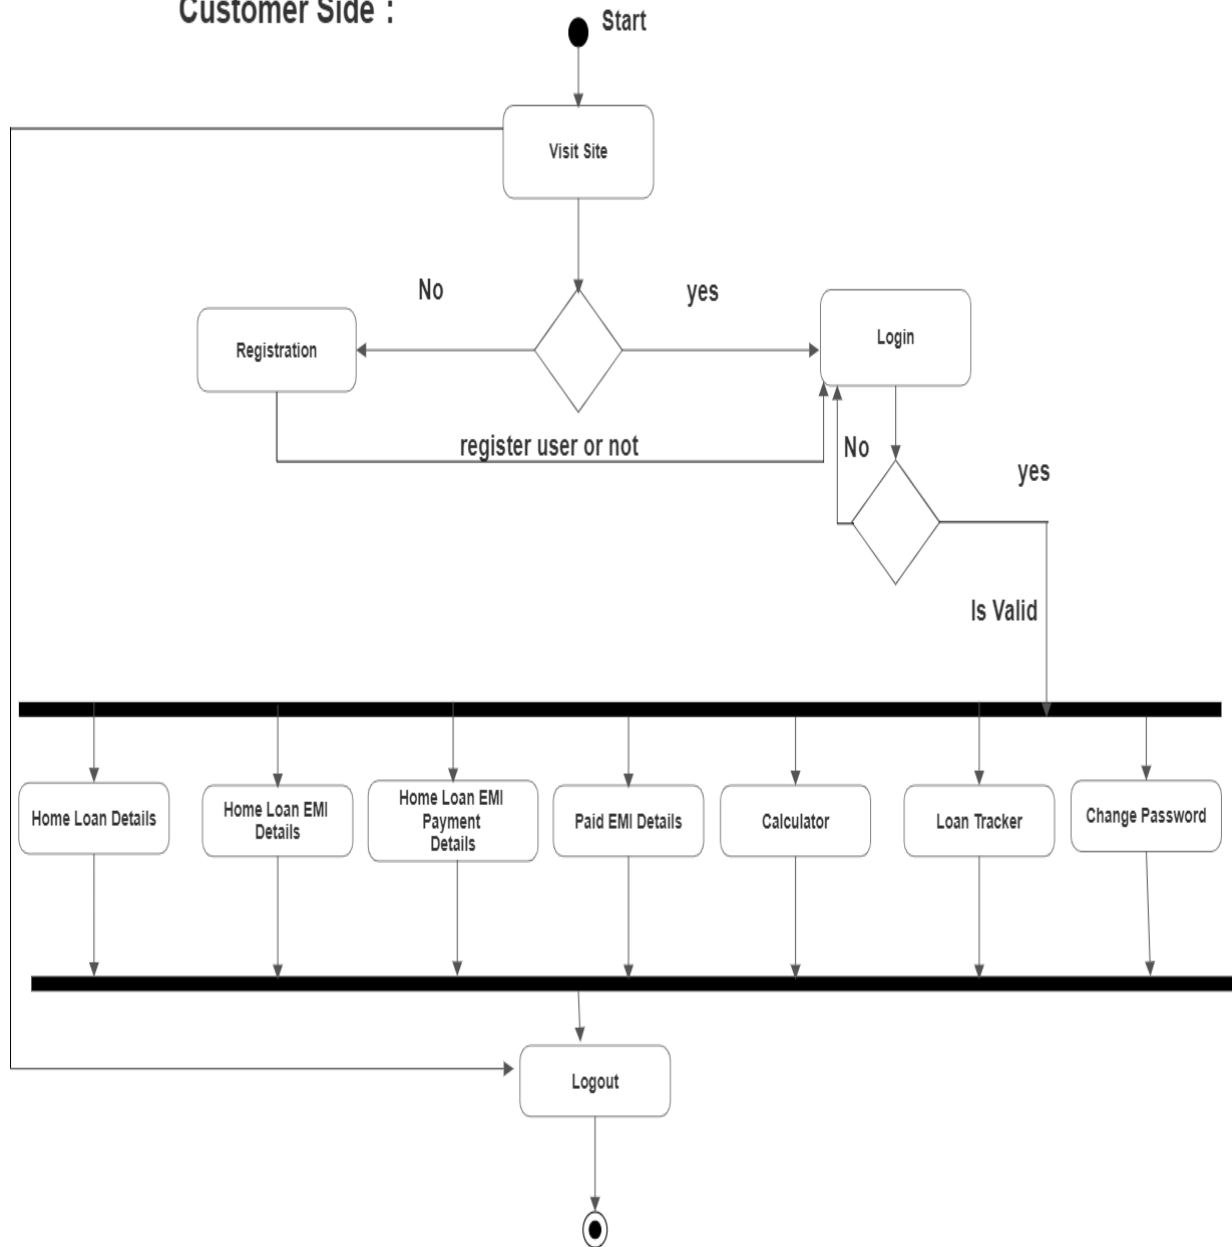 Customer Side :
Start
Visit Site
No
yes
Registration
Login
register user or not
No
yes
Is Valid
Home Loan Details
Home Loan EMI
Details
Home Loan EMI
Payment
Details
Paid EMI Details
Calculator
Loan Tracker
Change Password
Logout